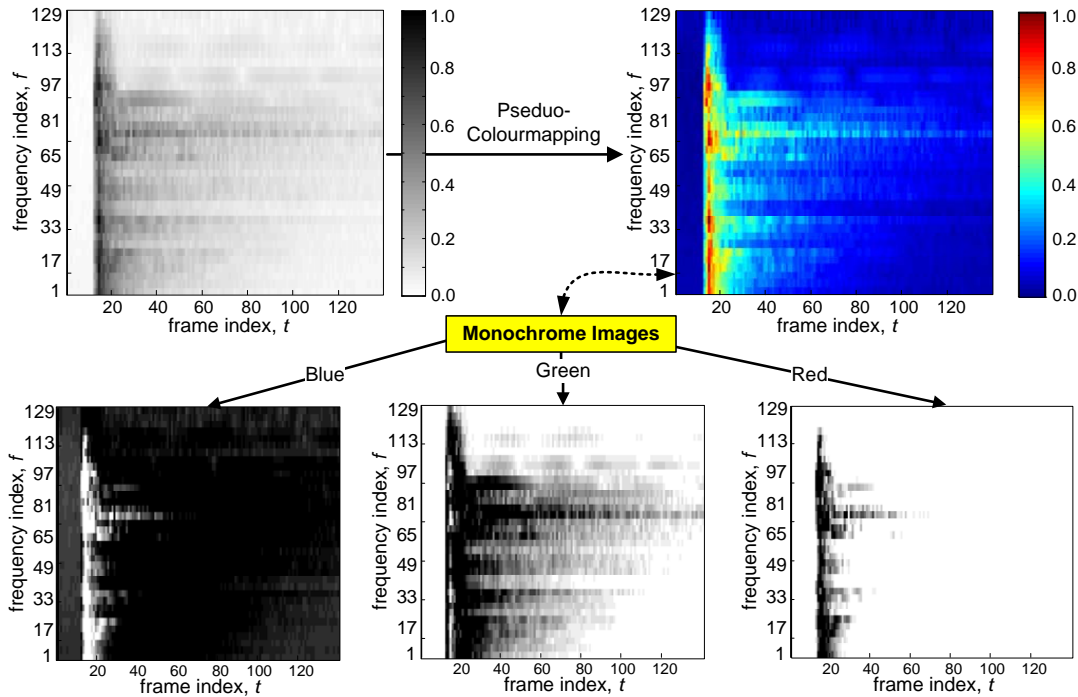 129
113
97
81
65
49
33
17
1
frequency index, f
20 40 60 80 100 120
frame index, t
1.0
0.8
0.6
0.4
0.2
0.0
Pseduo-
Colourmapping
129
113
97
81
65
49
33
17
1
frequency index, f
20 40 60 80 100 120
frame index, t
1.0
0.8
0.6
0.4
0.2
0.0
Monochrome Images
Blue
Green
Red
129
113
97
81
65
49
33
17
1
frequency index, f
20 40 60 80 100 120
frame index, t
129
113
97
81
65
49
33
17
1
frequency index, f
20 40 60 80 100 120
frame index, t
129
113
97
81
65
49
33
17
1
frequency index, f
20 40 60 80 100 120
frame index, t